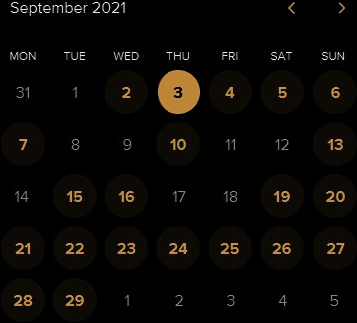 September 2021
MON TUE WED THU FRI SAT SUN
31 1 2 3 4 5 6
7 8 9 10 11 12 13
14 15 16 17 18 19 20
21 22 23 24 25 26 27
28 29 1 2 3 4 5